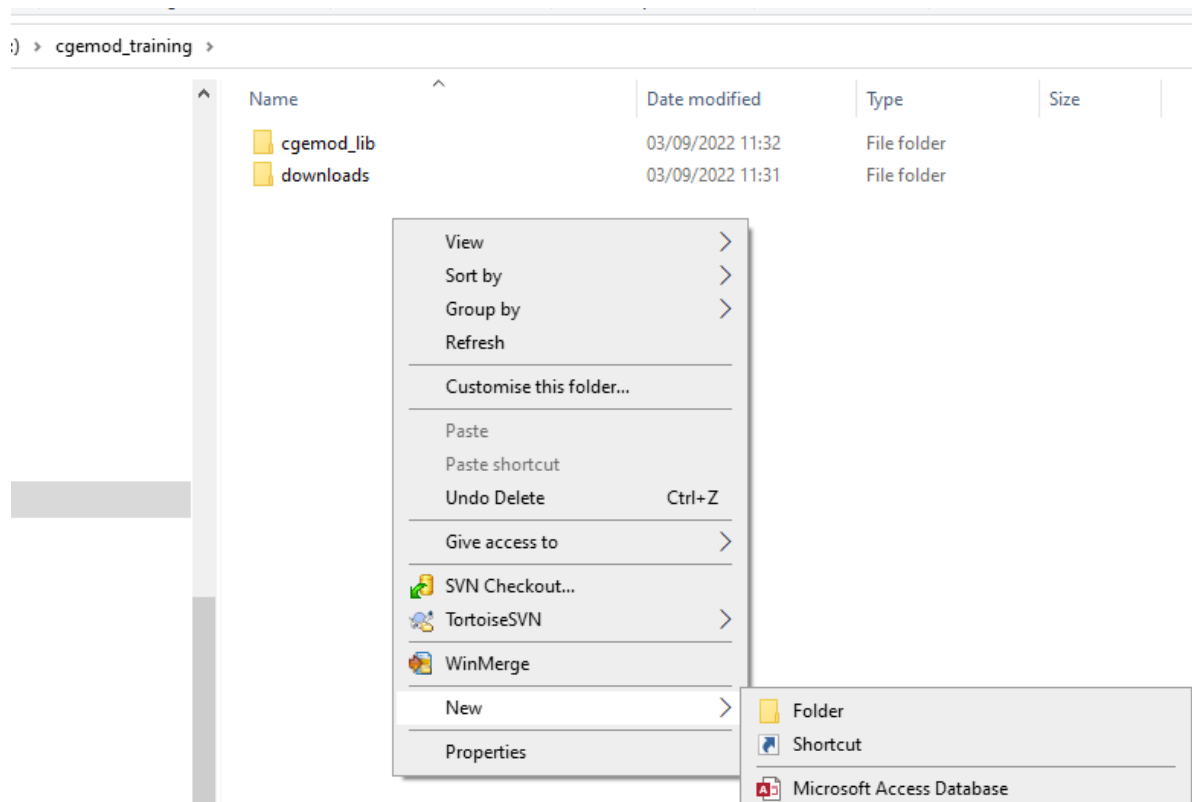 :) > cgemod_training >
Name Date modified Type Size
cgemod_lib 03/09/2022 11:32 File folder
downloads 03/09/2022 11:31 File folder
View
Sort by
Group by
Refresh
Customise this folder...
Paste
Paste shortcut
Undo Delete Ctrl+Z
Give access to
SVN Checkout...
TortoiseSVN
WinMerge
New
Folder
Shortcut
Properties
Microsoft Access Database